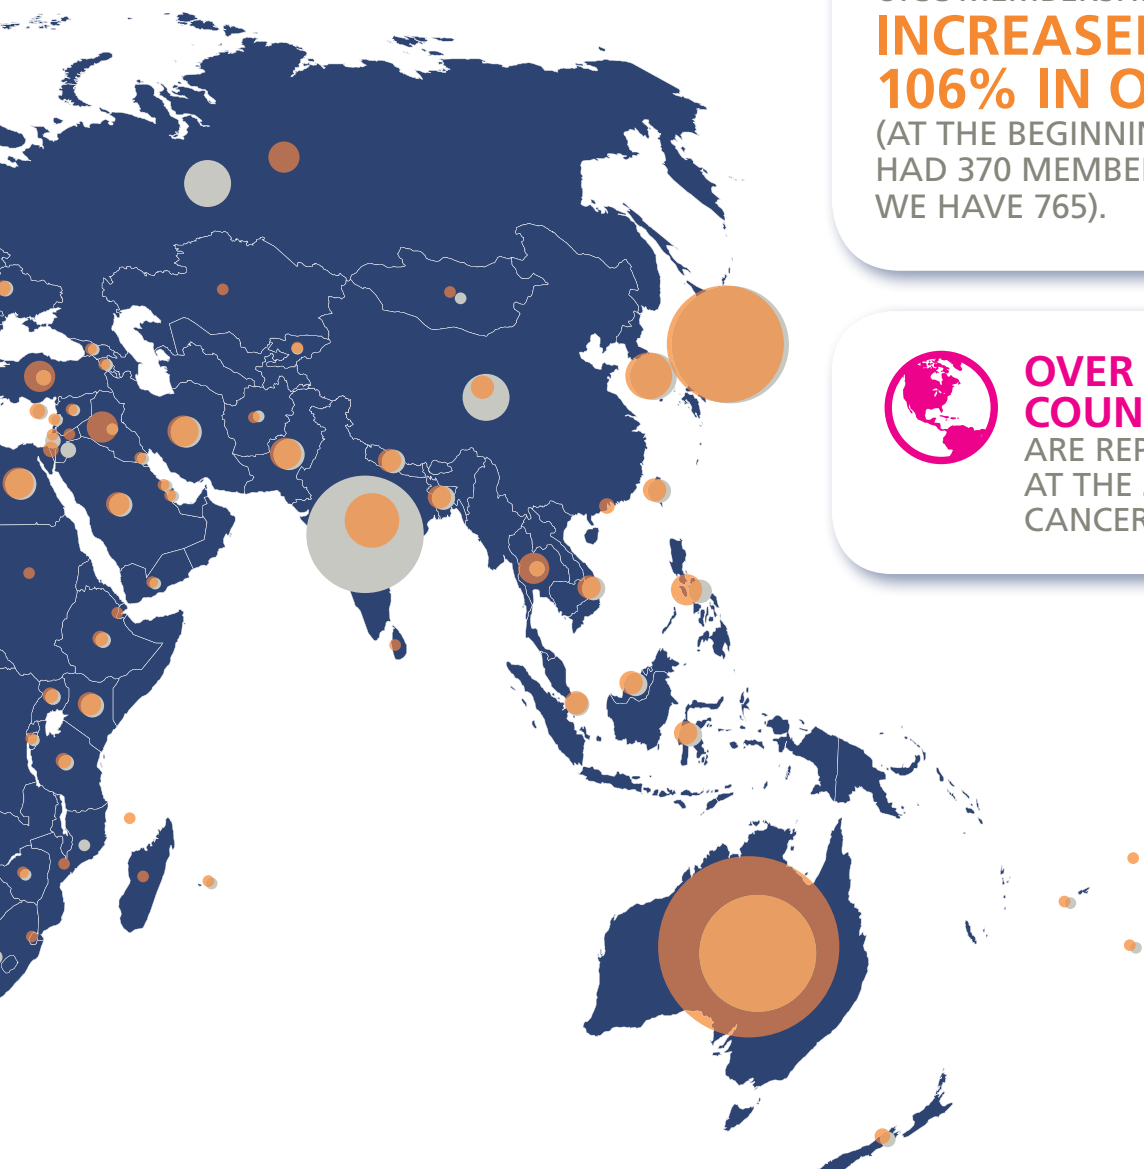 INCREASE
106% IN O
(AT THE BEGINNIN
HAD 370 MEMBE
WE HAVE 765).
OVER
COUN
ARE REP
AT THE
CANCER